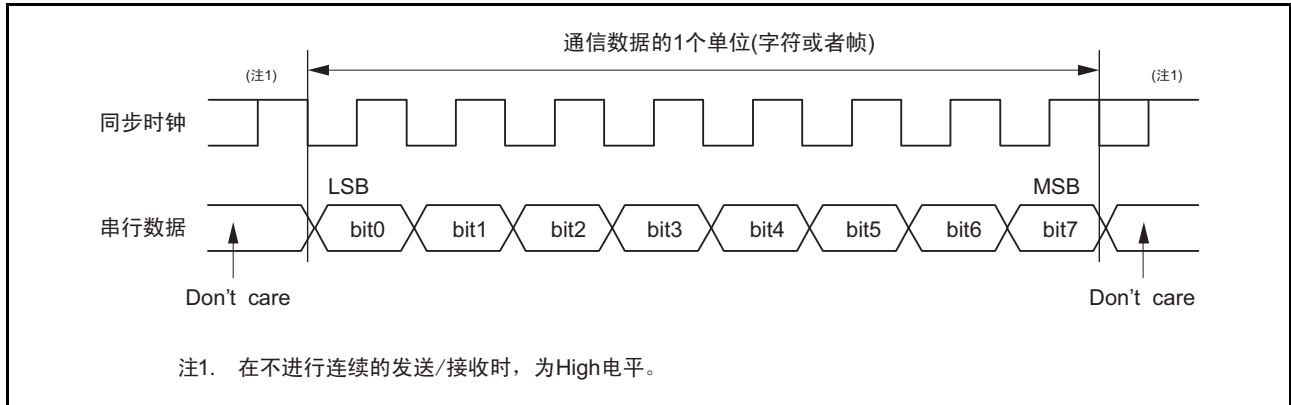 通信数据的1个单位(字符或者帧)
(注1)
(注1)
同步时钟
LSB
MSB
串行数据
bit0 bit1 bit2 bit3 bit4 bit5 bit6 bit7
Don't care
Don't care
注1. 在不进行连续的发送/接收时，为High电平。